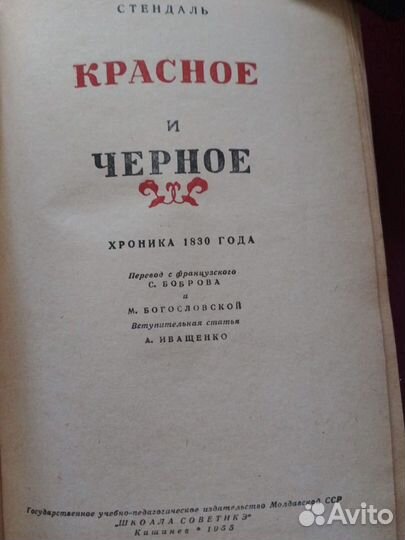 СТЕНДАЛЬ
КРАСНОЕ
И
ЧЕРНОЕ
ХРОНИКА 1830 ГОДА
Перевод с французского
С. БОБРОВА
и
М. БОГОСЛОВСКОЙ
Вступительная статья
А. ИВАЩЕНКО
Государственное учебно-педагогическое издательство Молдавской ССР
„ШКОАЛА СОВЕТИКЭ"
Кишинев * 1955
Avito